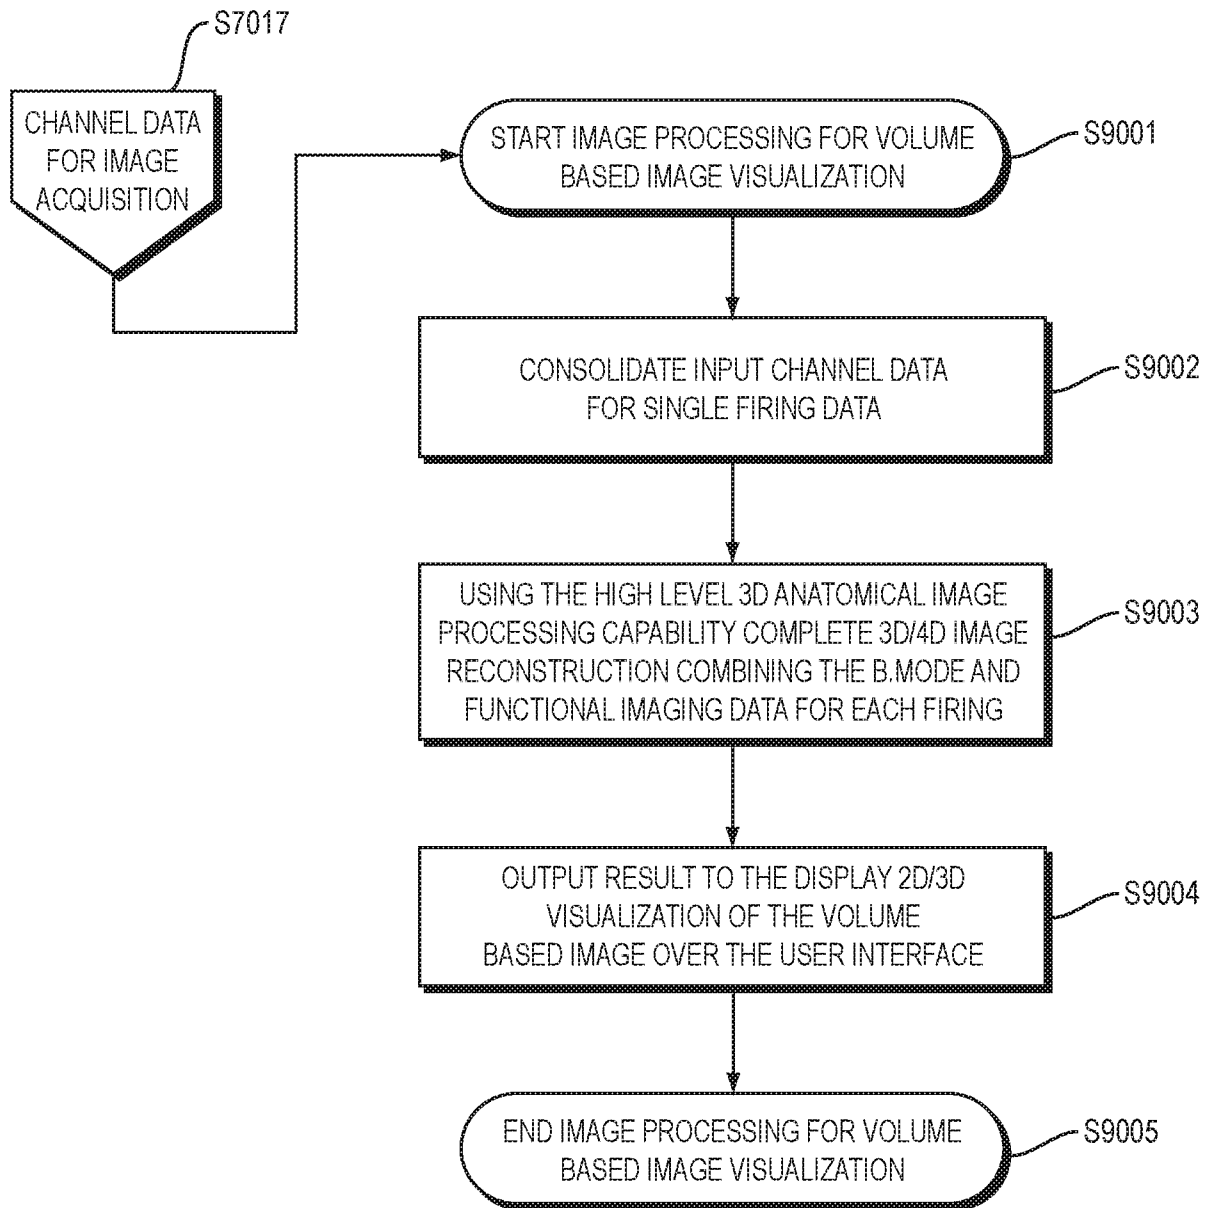 S7017
CHANNEL DATA
FOR IMAGE
ACQUISITION
START IMAGE PROCESSING FOR VOLUME
BASED IMAGE VISUALIZATION
S9001
CONSOLIDATE INPUT CHANNEL DATA
FOR SINGLE FIRING DATA
S9002
USING THE HIGH LEVEL 3D ANATOMICAL IMAGE
PROCESSING CAPABILITY COMPLETE 3D/4D IMAGE
RECONSTRUCTION COMBINING THE B.MODE AND
FUNCTIONAL IMAGING DATA FOR EACH FIRING
S9003
OUTPUT RESULT TO THE DISPLAY 2D/3D
VISUALIZATION OF THE VOLUME
BASED IMAGE OVER THE USER INTERFACE
S9004
END IMAGE PROCESSING FOR VOLUME
BASED IMAGE VISUALIZATION
S9005